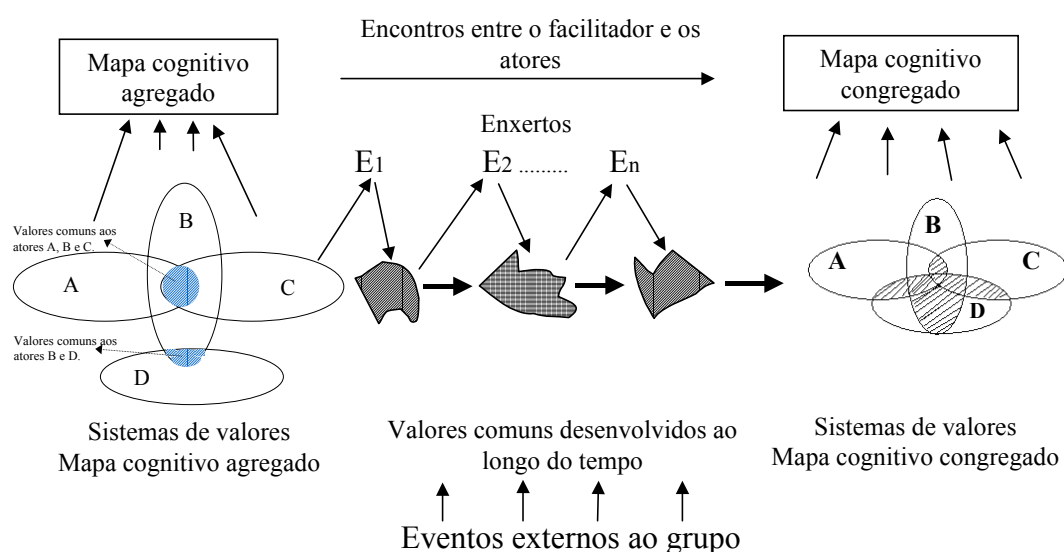 Mapa cognitivo
agregado
Encontros entre o facilitador e os
atores
Mapa cognitivo
congregado
Enxertos
E1
E2 .........
En
Valores comuns aos
atores A, B e C.
B
A
C
Valores comuns aos
atores B e D.
D
B
A
C
D
Sistemas de valores
Mapa cognitivo agregado
Valores comuns desenvolvidos ao
longo do tempo
Sistemas de valores
Mapa cognitivo congregado
Eventos externos ao grupo